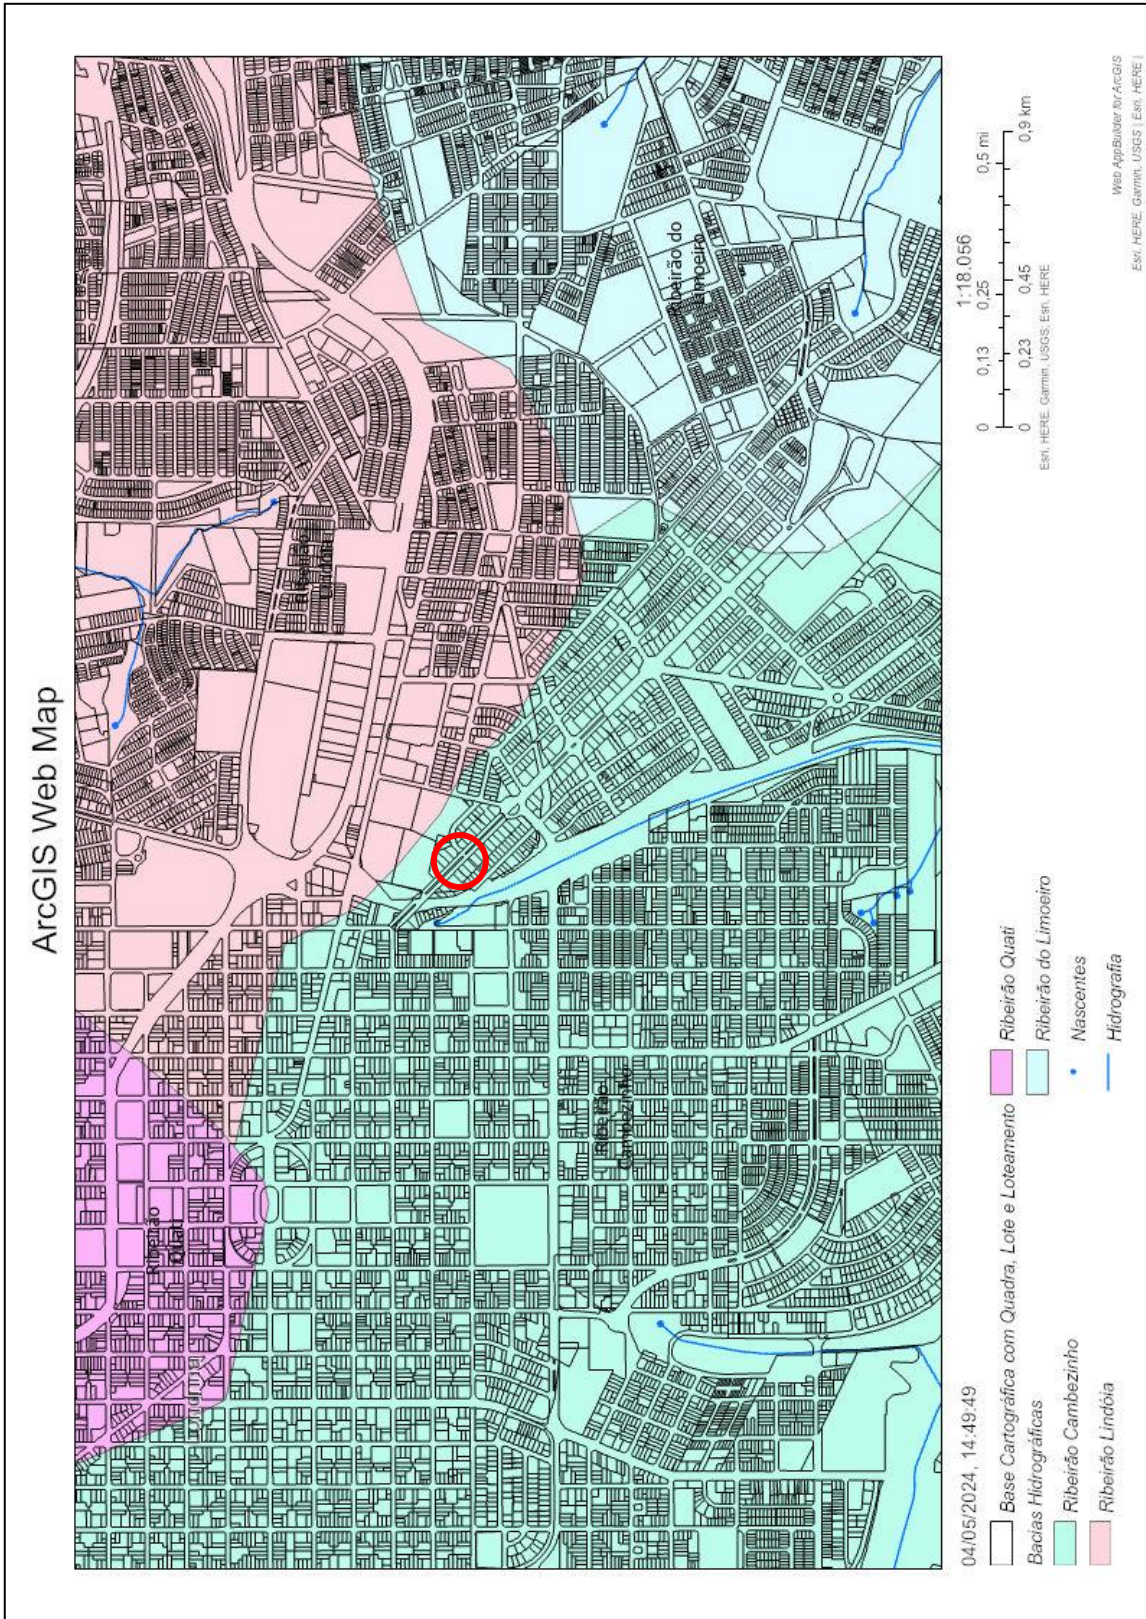 ArcGIS Web Map
Ribeirão
Quati
Ribeirão
Lindóia
Ribeirão
Cambezinho
Ribeirão do
Limoeiro
04/05/2024, 14:49:49
Base Cartográfica com Quadra, Lote e Loteamento
Bacias Hidrográficas
Ribeirão Cambezinho
Ribeirão Lindóia
Ribeirão Quati
Ribeirão do Limoeiro
Nascentes
Hidrografia
1:18.056
0 0,13 0,25 0,5 mi
0 0,23 0,45 0,9 km
Esri, HERE, Garmin, USGS, Esri, HERE
Web AppBuilder for ArcGIS
Esri, HERE, Garmin, USGS | Esri, HERE |